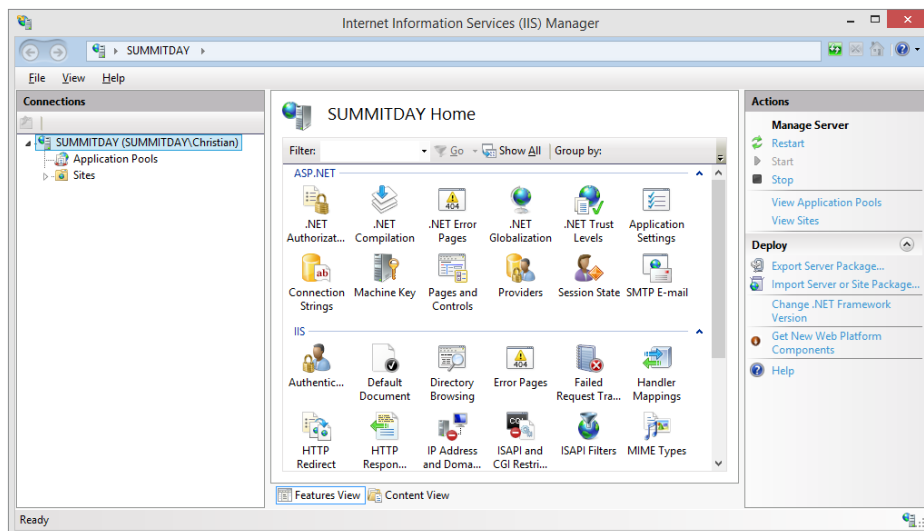 Internet Information Services (IIS) Manager
SUMMITDAY
File View Help
Connections
SUMMITDAY (SUMMITDAY\Christian)
Application Pools
Sites
SUMMITDAY Home
Filter: Go Show All Group by:
ASP.NET
.NET Authorizat...
.NET Compilation
.NET Error Pages
.NET Globalization
.NET Trust Levels
Application Settings
Connection Strings
Machine Key
Pages and Controls
Providers
Session State
SMTP E-mail
IIS
Authentic...
Default Document
Directory Browsing
Error Pages
Failed Request Tra...
Handler Mappings
HTTP Redirect
HTTP Respon...
IP Address and Doma...
ISAPI and CGI Restri...
ISAPI Filters
MIME Types
Features View Content View
Actions
Manage Server
Restart
Start
Stop
View Application Pools
View Sites
Deploy
Export Server Package...
Import Server or Site Package...
Change .NET Framework
Version
Get New Web Platform
Components
Help
Ready